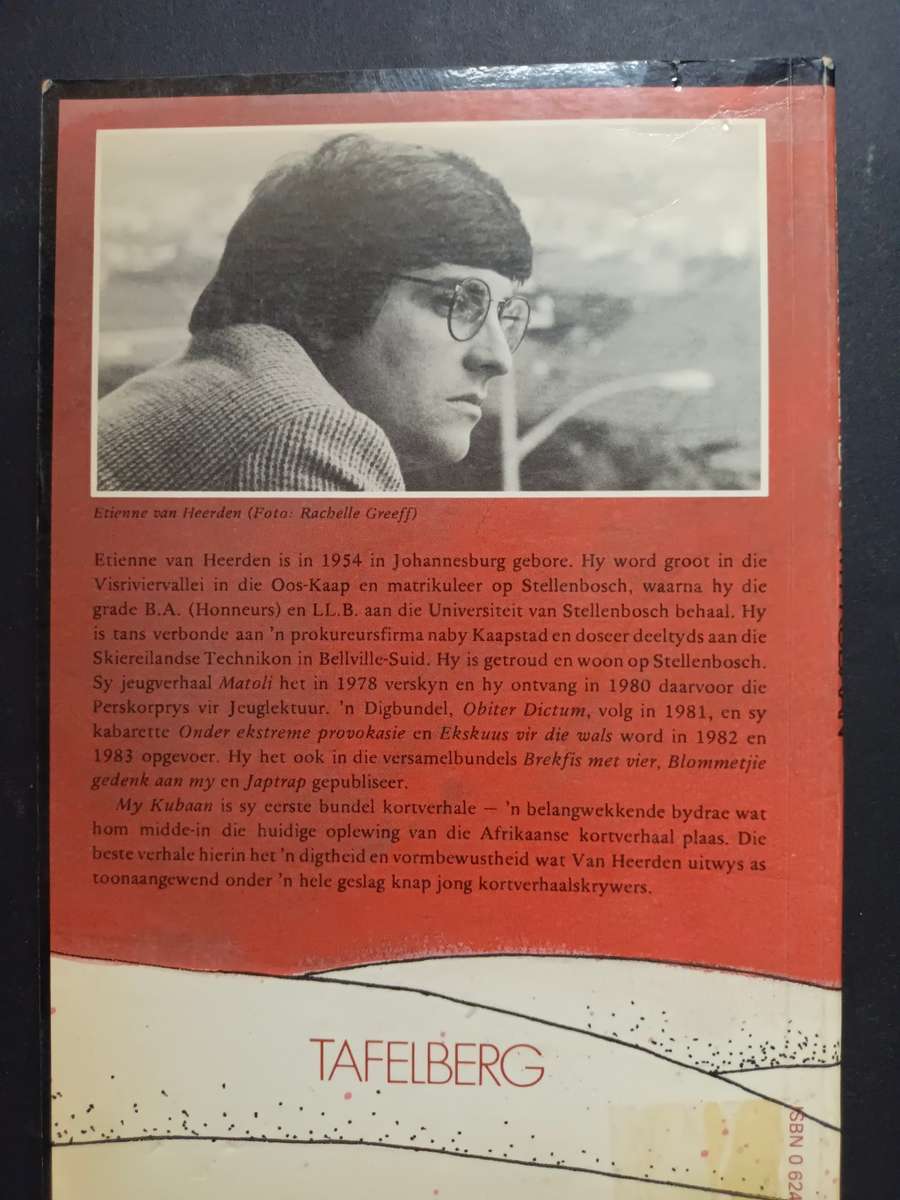 Etienne van Heerden (Foto: Rachelle Greeff)
Etienne van Heerden is in 1954 in Johannesburg gebore. Hy word groot in die
Visriviervallei in die Oos-Kaap en matrikuleer op Stellenbosch, waarna hy die
grade B.A. (Honneurs) en LL.B. aan die Universiteit van Stellenbosch behaal. Hy
is tans verbonde aan 'n prokureursfirma naby Kaapstad en doseer deeltyds aan die
Skiereilandse Technikon in Bellville-Suid. Hy is getroud en woon op Stellenbosch.
Sy jeugverhaal Matoli het in 1978 verskyn en hy ontvang in 1980 daarvoor die
Perskorprys vir Jeuglektuur. 'n Digbundel, Obiter Dictum, volg in 1981, en sy
kabarette Onder ekstreme provokasie en Ekskuus vir die wals word in 1982 en
1983 opgevoer. Hy het ook in die versamelbundels Brekfis met vier, Blommetjie
gedenk aan my en Japtrap gepubliseer.
My Kubaan is sy eerste bundel kortverhale — 'n belangwekkende bydrae wat
hom midde-in die huidige oplewing van die Afrikaanse kortverhaal plaas. Die
beste verhale hierin het 'n digtheid en vormbewustheid wat Van Heerden uitwys as
toonaangewend onder 'n hele geslag knap jong kortverhaalskrywers.
TAFELBERG
ISBN 0 62